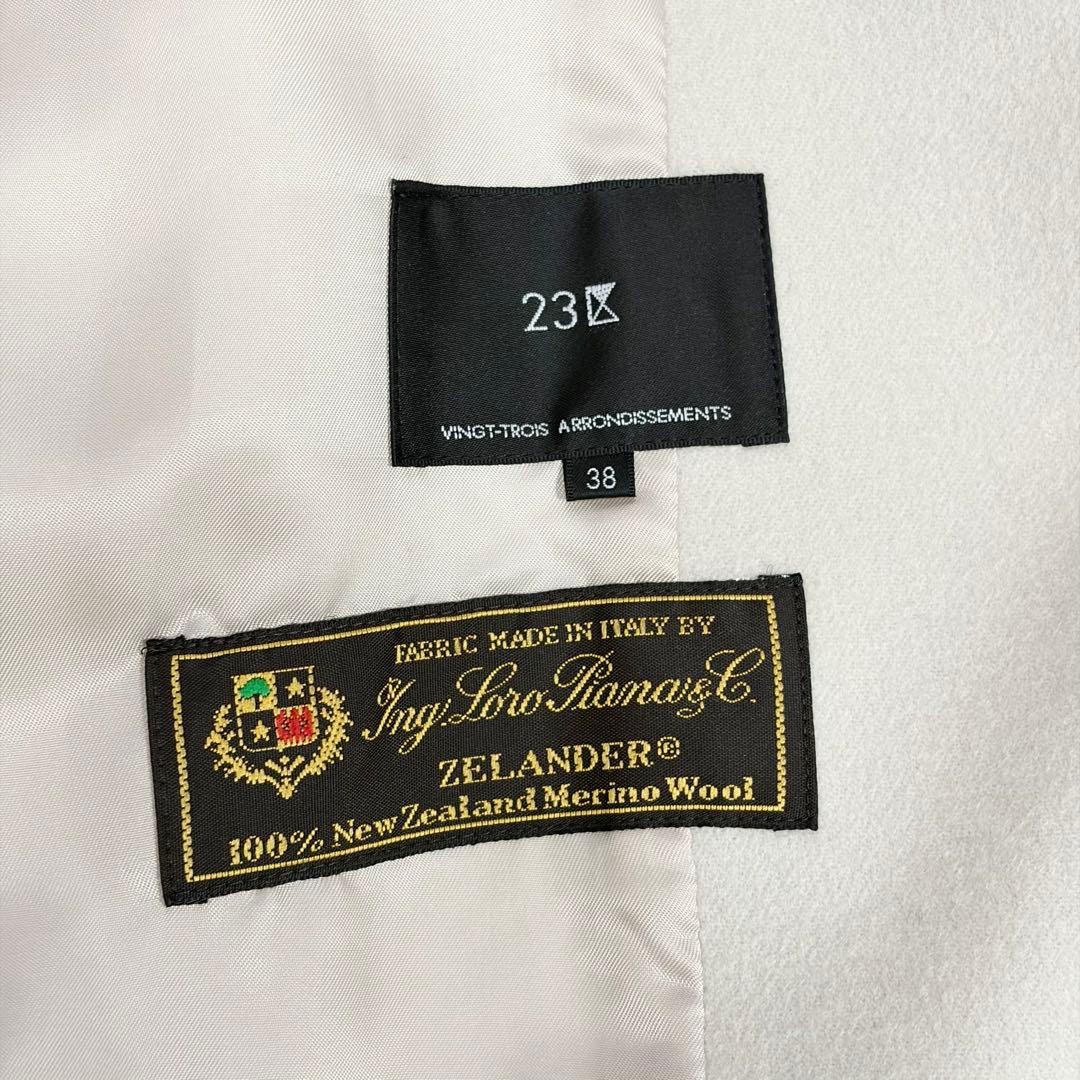 23区
VINGT-TROIS ARRONDISSEMENTS
38
FABRIC MADE IN ITALY BY
Ing. Loro Piana & C.
ZELANDER®
100% New Zealand Merino Wool